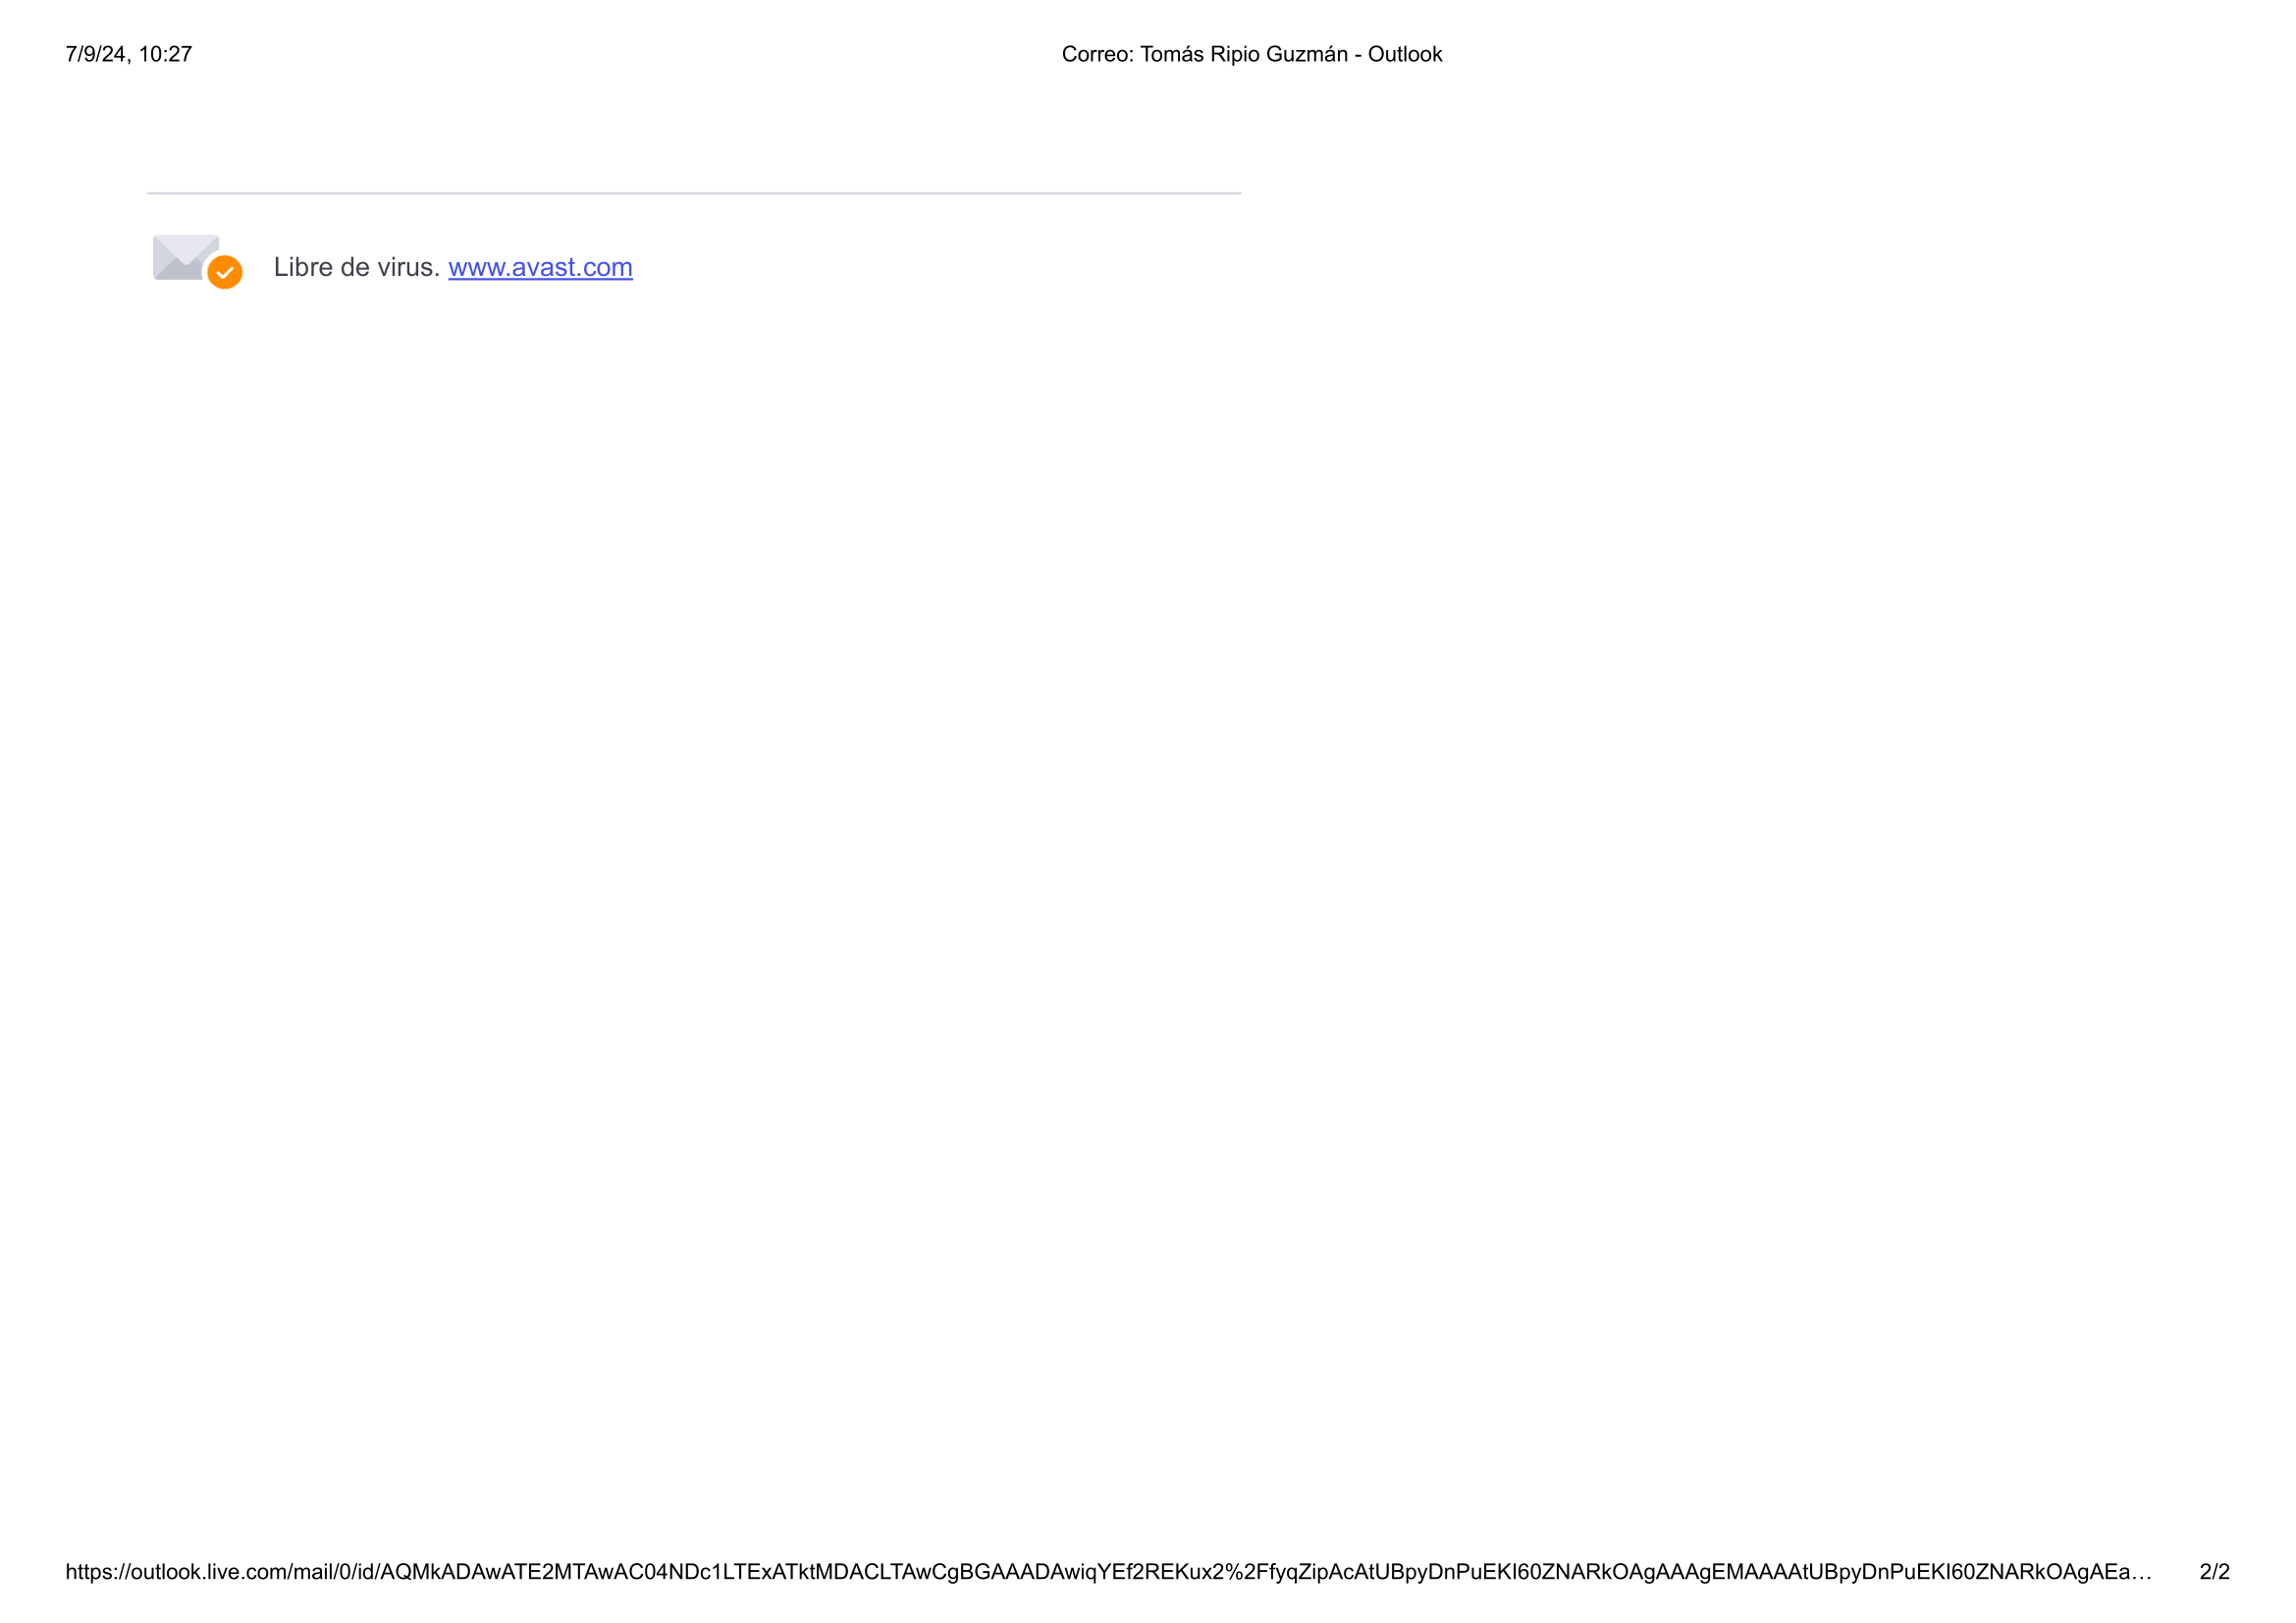 7/9/24, 10:27
Correo: Tomás Ripio Guzmán - Outlook
Libre de virus. www.avast.com
https://outlook.live.com/mail/0/id/AQMkADAwATE2MTAwAC04NDc1LTExATktMDACLTAwCgBGAAADAwiqYEf2REKux2%2FfyqZipAcAtUBpyDnPuEKI60ZNARkOAgAAAgEMAAAAtUBpyDnPuEKI60ZNARkOAgAEa…
2/2